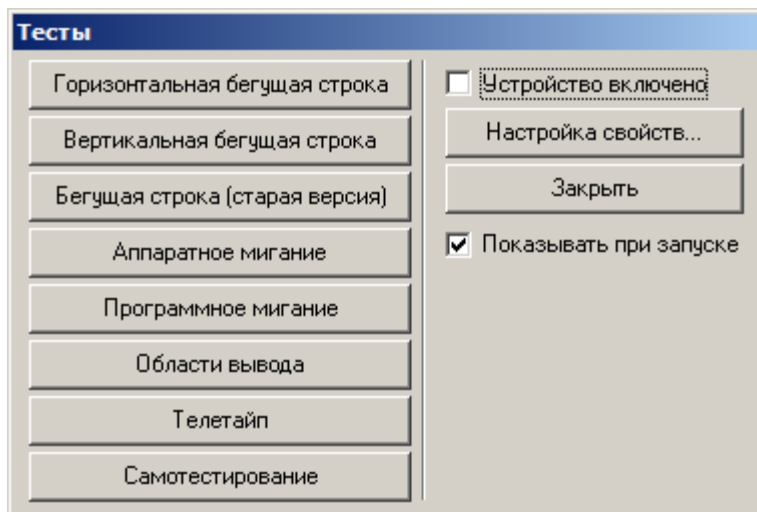 Тесты
Горизонтальная бегущая строка
Вертикальная бегущая строка
Бегущая строка (старая версия)
Аппаратное мигание
Программное мигание
Области вывода
Телетайп
Самотестирование
Устройство включено
Настройка свойств...
Закрыть
Показывать при запуске